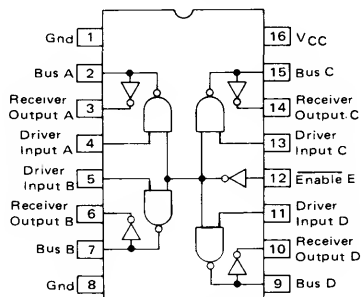 Gnd 1
16 VCC
Bus A 2
15 Bus C
Receiver
Output A 3
14 Receiver
Output C
Driver
Input A 4
13 Driver
Input C
Driver
Input B 5
12 Enable E
Receiver
Output B 6
11 Driver
Input D
Bus B 7
10 Receiver
Output D
Gnd 8
9 Bus D